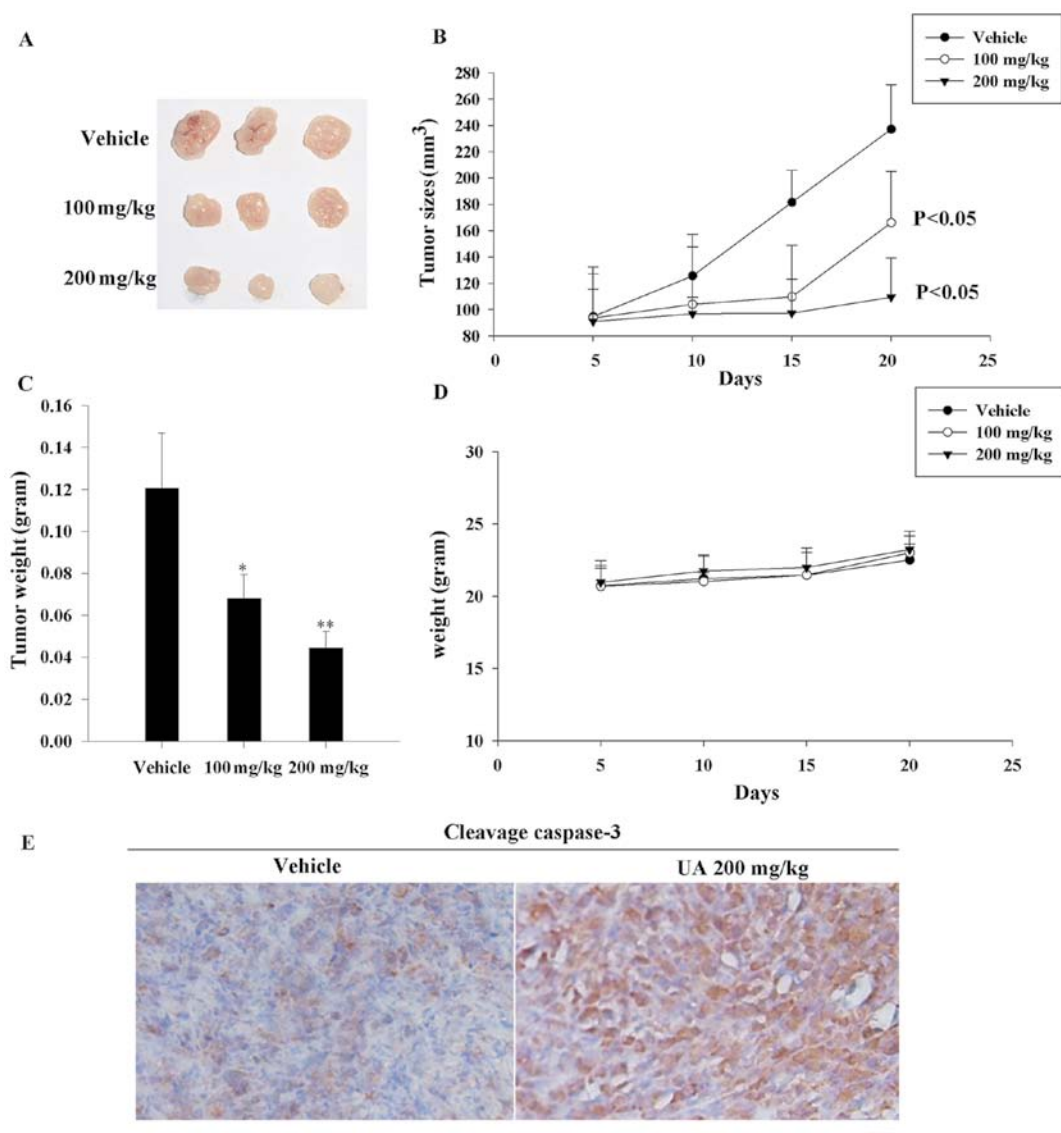 A
Vehicle
100 mg/kg
200 mg/kg
B
Vehicle
100 mg/kg
200 mg/kg
Tumor sizes (mm3)
280
260
240
220
200
180
160
140
120
100
80
P<0.05
P<0.05
0 5 10 15 20 25
Days
C
Tumor weight (gram)
0.16
0.14
0.12
0.10
0.08
0.06
0.04
0.02
0.00
*
**
Vehicle 100 mg/kg 200 mg/kg
D
Vehicle
100 mg/kg
200 mg/kg
weight (gram)
30
25
20
15
10
0 5 10 15 20 25
Days
E
Cleavage caspase-3
Vehicle UA 200 mg/kg